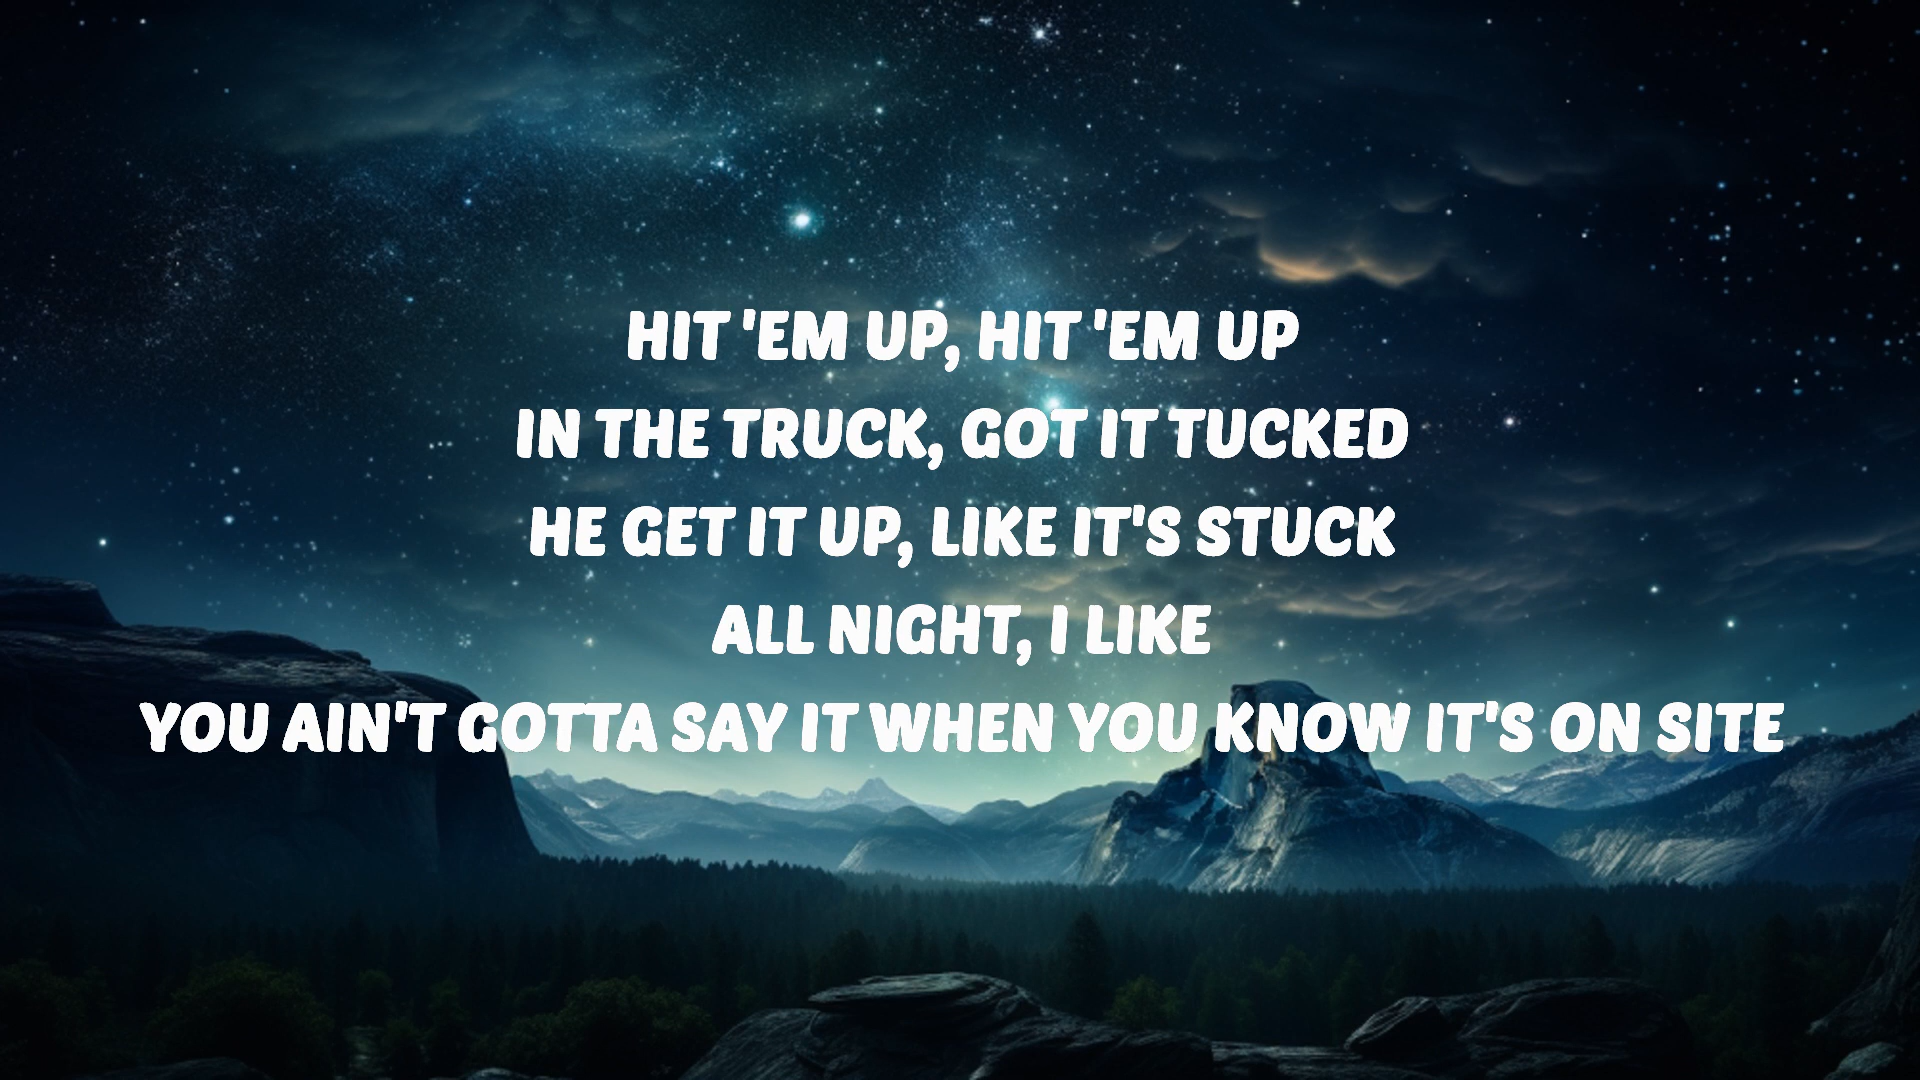 HIT 'EM UP, HIT 'EM UP
IN THE TRUCK, GOT IT TUCKED
HE GET IT UP, LIKE IT'S STUCK
ALL NIGHT, I LIKE
YOU AIN'T GOTTA SAY IT WHEN YOU KNOW IT'S ON SITE